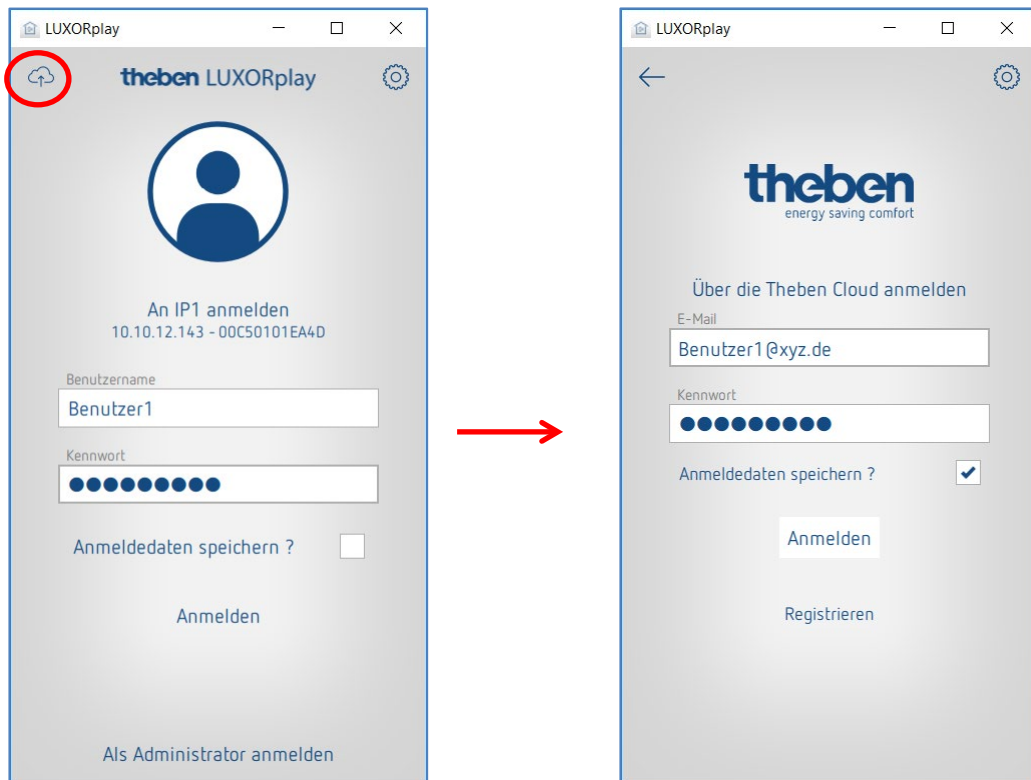 LUXORplay
theben LUXORplay
An IP1 anmelden
10.10.12.143 - 00C50101EA4D
Benutzername
Benutzer1
Kennwort
Anmeldedaten speichern ?
Anmelden
Als Administrator anmelden
LUXORplay
theben
energy saving comfort
Über die Theben Cloud anmelden
E-Mail
Benutzer1@xyz.de
Kennwort
Anmeldedaten speichern ?
Anmelden
Registrieren